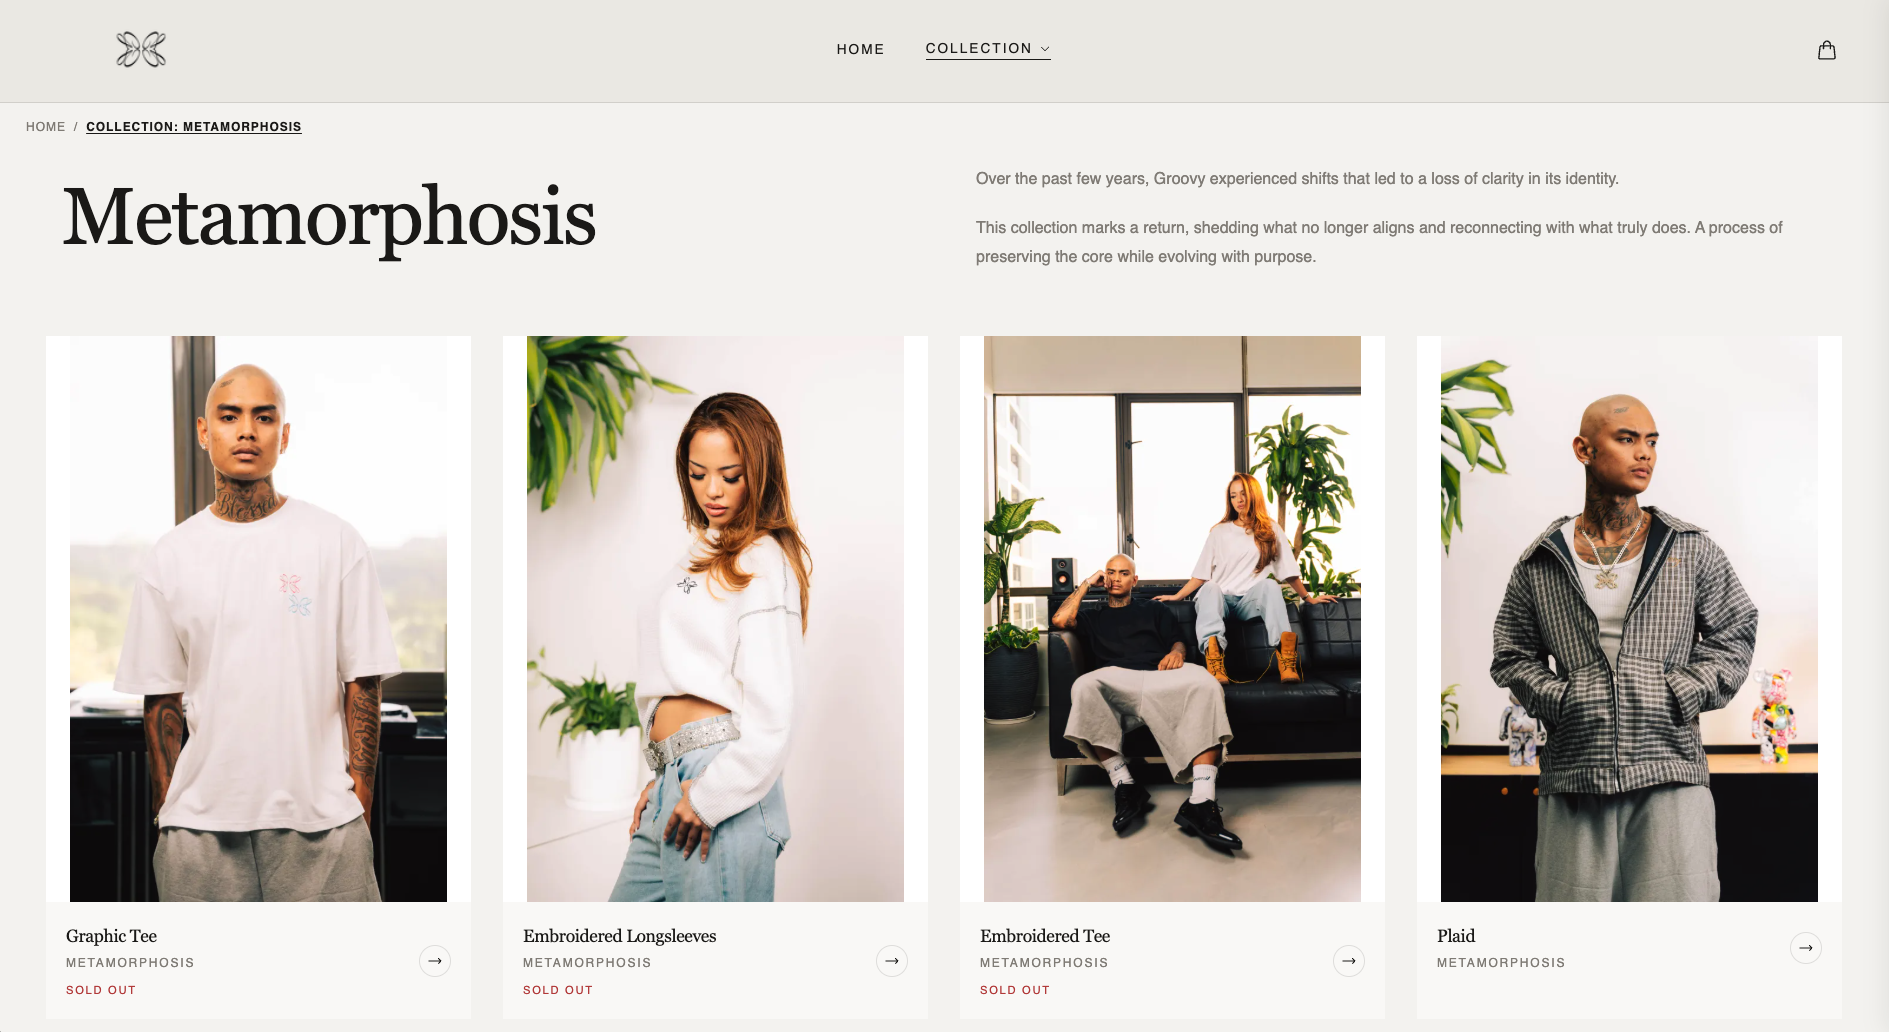 HOME
COLLECTION
HOME / COLLECTION: METAMORPHOSIS
Metamorphosis
Over the past few years, Groovy experienced shifts that led to a loss of clarity in its identity.
This collection marks a return, shedding what no longer aligns and reconnecting with what truly does. A process of
preserving the core while evolving with purpose.
Blessed
Graphic Tee
METAMORPHOSIS
SOLD OUT
Embroidered Longsleeves
METAMORPHOSIS
SOLD OUT
Embroidered Tee
METAMORPHOSIS
SOLD OUT
Plaid
METAMORPHOSIS